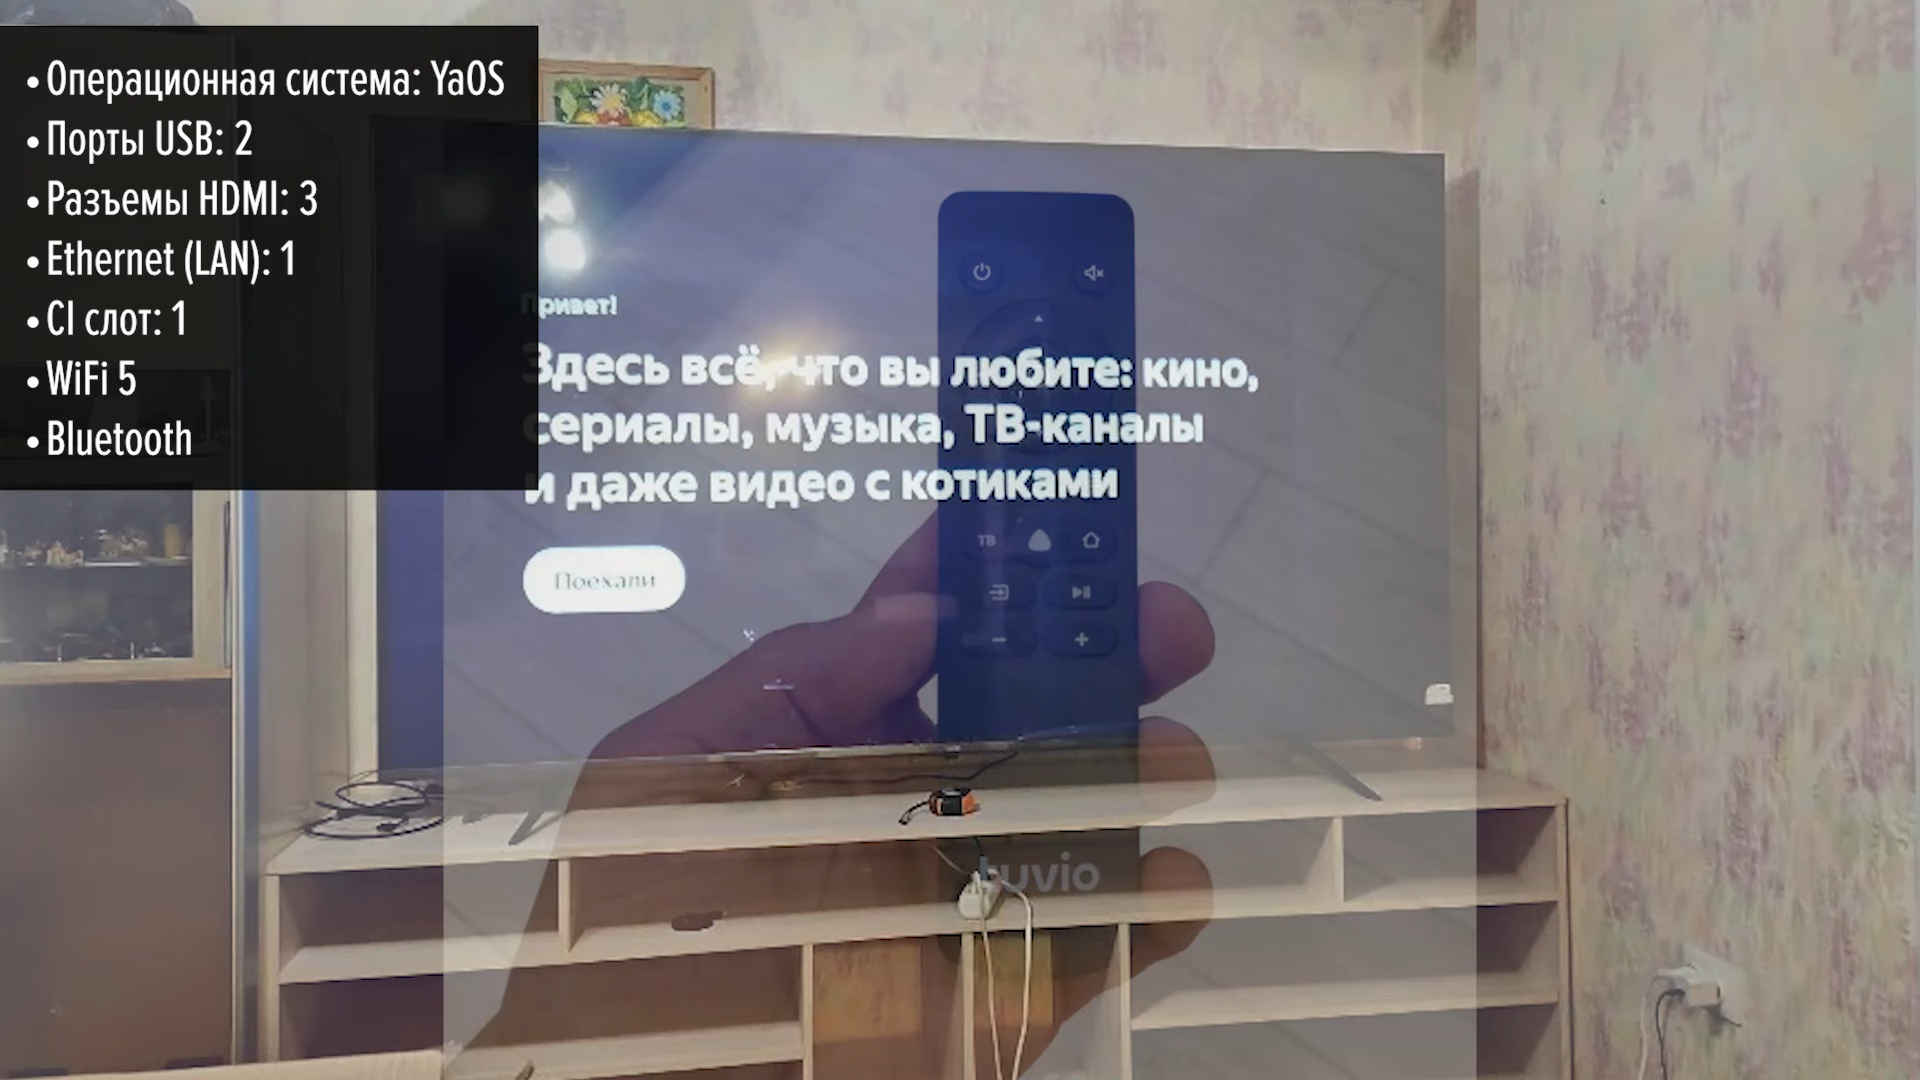 • Операционная система: YaOS
• Порты USB: 2
• Разъемы HDMI: 3
• Ethernet (LAN): 1
• CI слот: 1
• WiFi 5
• Bluetooth
Привет!
Здесь всё, что вы любите: кино,
сериалы, музыка, ТВ-каналы
и даже видео с котиками
Поехали
ТВ
tuvio